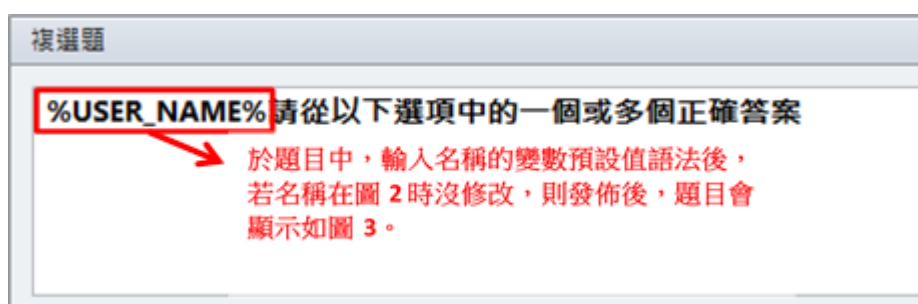 複選題
%USER_NAME%請從以下選項中的一個或多個正確答案
於題目中，輸入名稱的變數預設值語法後，
若名稱在圖 2 時沒修改，則發佈後，題目會
顯示如圖 3。